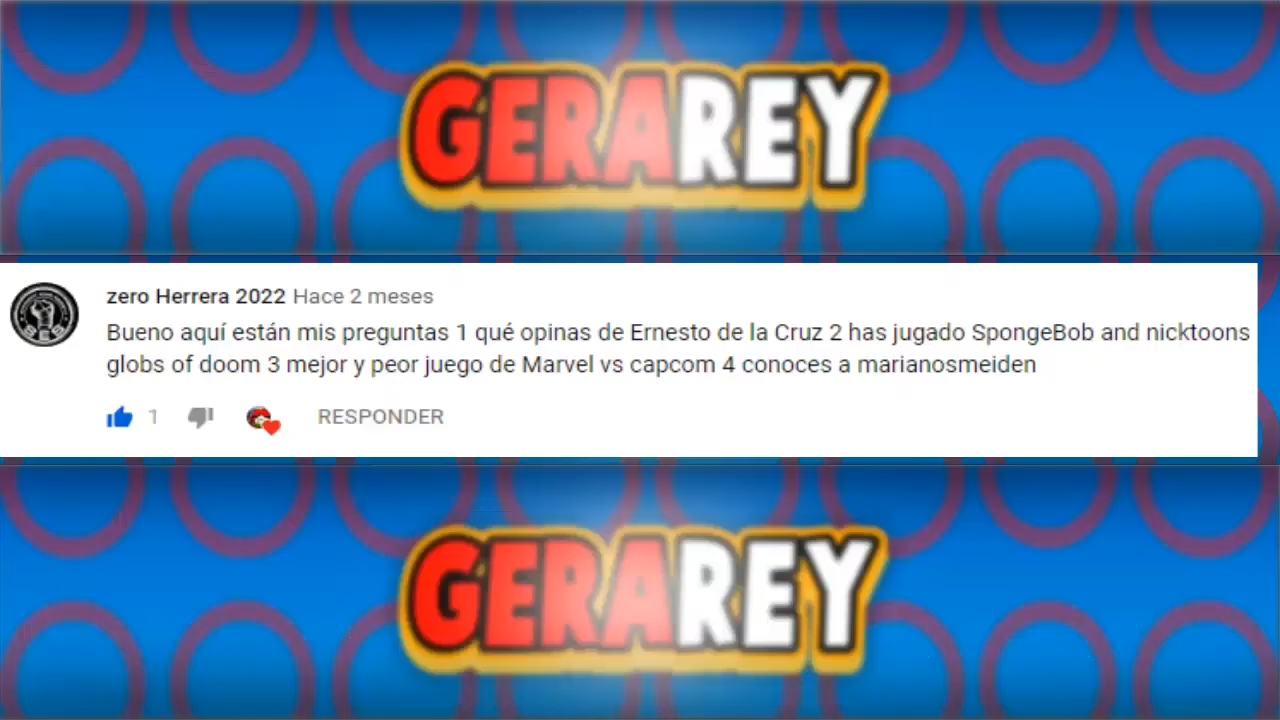 GERAREY
zero Herrera 2022 Hace 2 meses
Bueno aquí están mis preguntas 1 qué opinas de Ernesto de la Cruz 2 has jugado SpongeBob and nicktoons
globs of doom 3 mejor y peor juego de Marvel vs capcom 4 conoces a marianosmeiden
1 RESPONDER
GERAREY